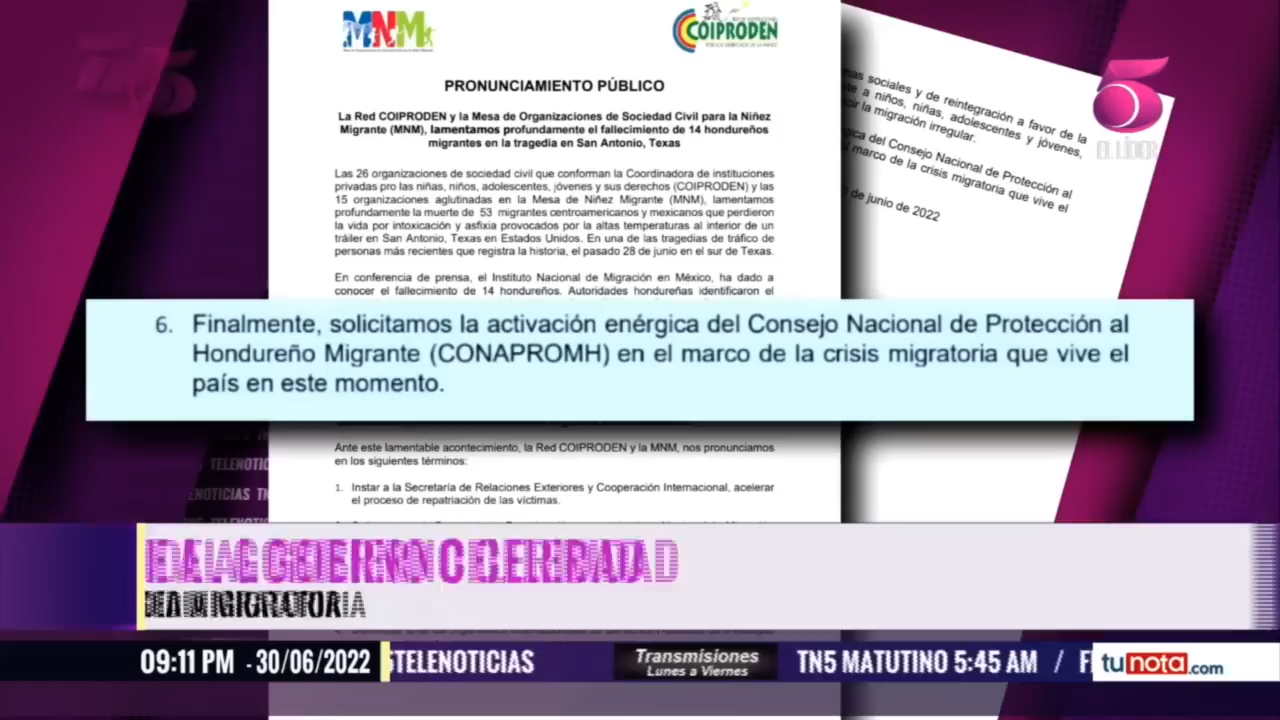 MNM
COIPRODEN
PRONUNCIAMIENTO PÚBLICO
La Red COIPRODEN y la Mesa de Organizaciones de Sociedad Civil para la Niñez
Migrante (MNM), lamentamos profundamente el fallecimiento de 14 hondureños
migrantes en la tragedia en San Antonio, Texas
Las 26 organizaciones de sociedad civil que conforman la Coordinadora de instituciones
privadas pro las niñas, niños, adolescentes, jóvenes y sus derechos (COIPRODEN) y las
15 organizaciones aglutinadas en la Mesa de Niñez Migrante (MNM), lamentamos
profundamente la muerte de 53 migrantes centroamericanos y mexicanos que perdieron
la vida por intoxicación y asfixia provocados por la altas temperaturas al interior de un
tráiler en San Antonio, Texas en Estados Unidos. En una de las tragedias de tráfico de
personas más recientes que registra la historia, el pasado 28 de junio en el sur de Texas.
En conferencia de prensa, el Instituto Nacional de Migración en México, ha dado a
conocer el fallecimiento de 14 hondureños. Autoridades hondureñas identificaron el
sociales y de reintegración a favor de la
a niños, niñas, adolescentes y jóvenes,
la migración irregular.
del Consejo Nacional de Protección al
marco de la crisis migratoria que vive el
de junio de 2022
5
EL LÍDER
6. Finalmente, solicitamos la activación enérgica del Consejo Nacional de Protección al
Hondureño Migrante (CONAPROMH) en el marco de la crisis migratoria que vive el
país en este momento.
Ante este lamentable acontecimiento, la Red COIPRODEN y la MNM, nos pronunciamos
en los siguientes términos:
1. Instar a la Secretaría de Relaciones Exteriores y Cooperación Internacional, acelerar
el proceso de repatriación de las víctimas.
TELENOTIC
ENOTICIAS TN
TELENOTIC
09:11 PM - 30/06/2022
TELENOTICIAS
Transmisiones
Lunes a Viernes
TN5 MATUTINO 5:45 AM /
tunota.com